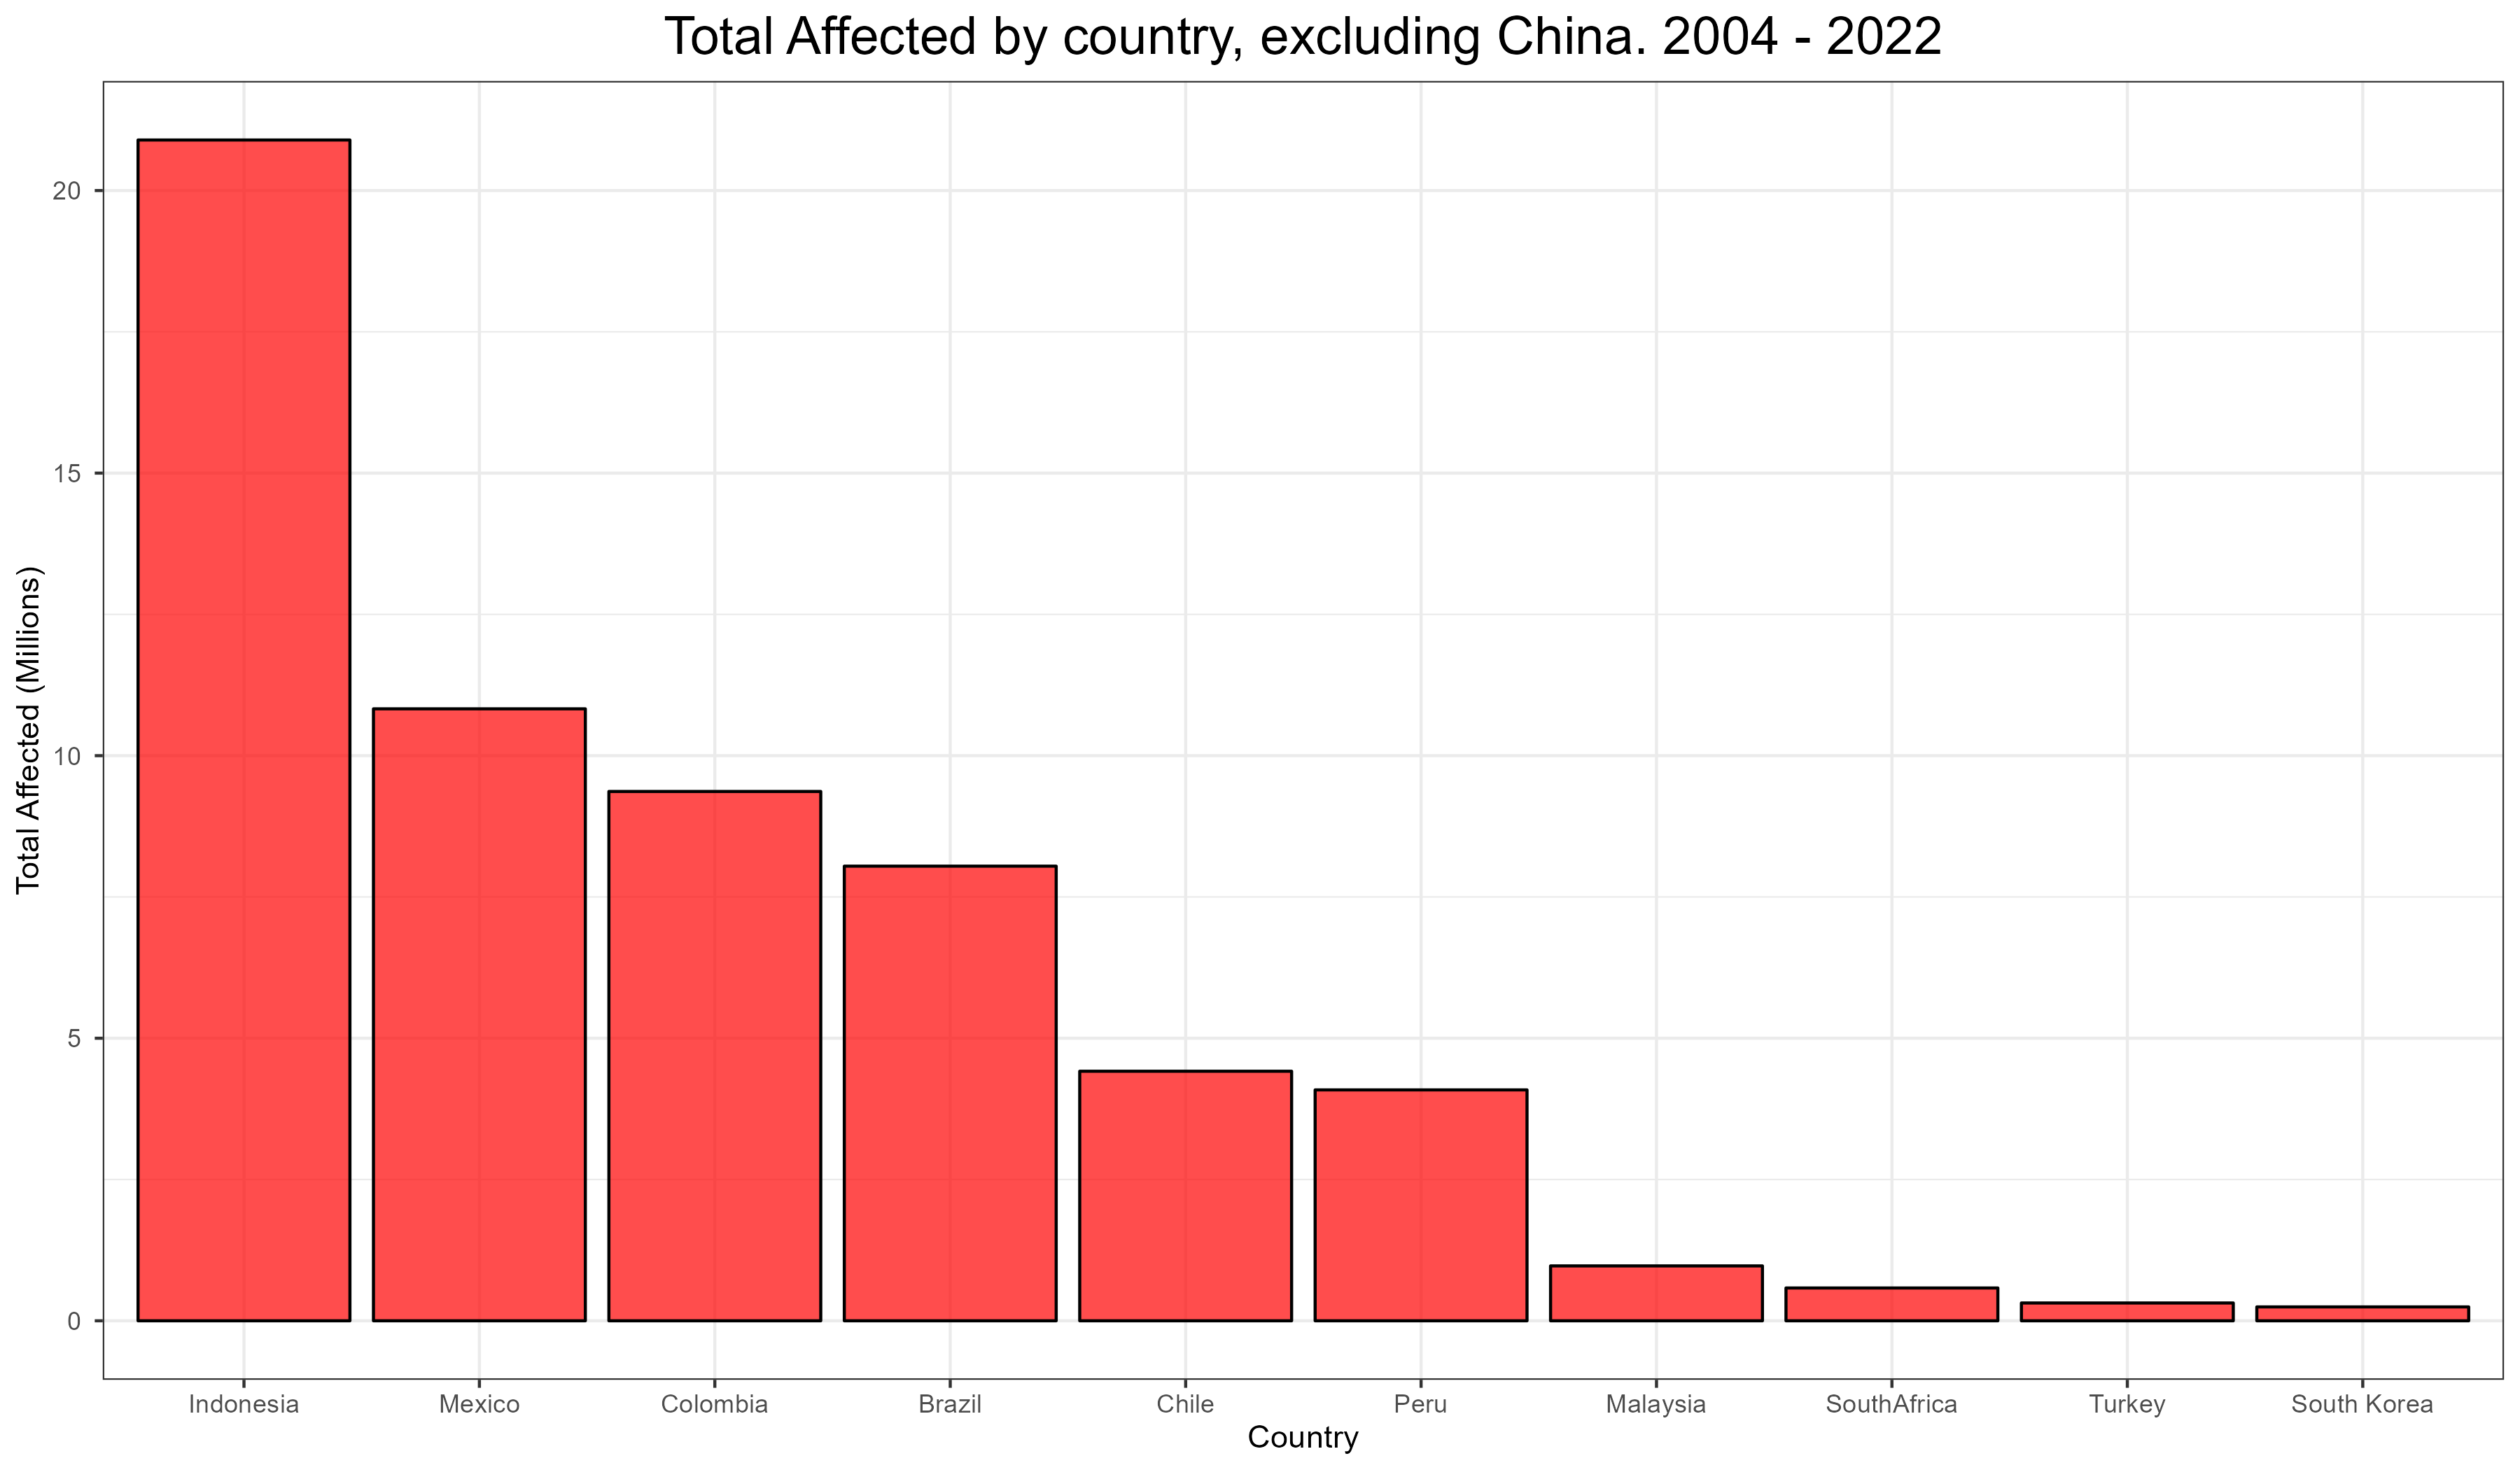 Total Affected by country, excluding China. 2004 - 2022
Total Affected (Millions)
20
15
10
5
0
Indonesia
Mexico
Colombia
Brazil
Chile
Peru
Malaysia
SouthAfrica
Turkey
South Korea
Country